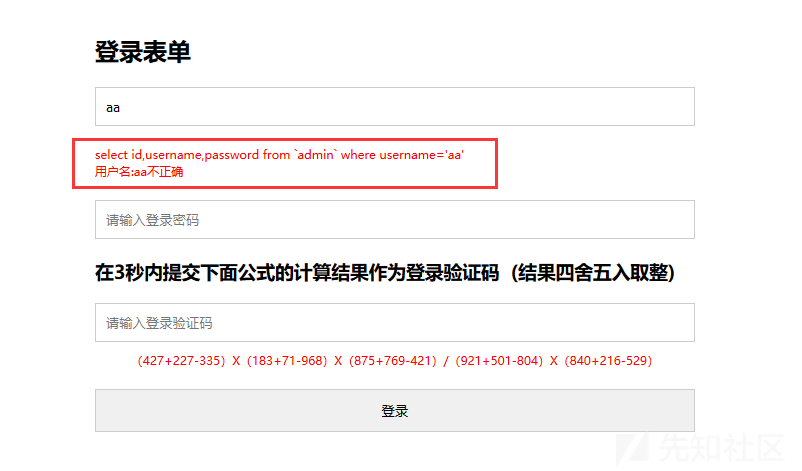 登录表单
aa
select id,username,password from `admin` where username='aa'
用户名:aa不正确
请输入登录密码
在3秒内提交下面公式的计算结果作为登录验证码（结果四舍五入取整）
请输入登录验证码
（427+227-335）X（183+71-968）X（875+769-421）/（921+501-804）X（840+216-529）
登录
先知社区